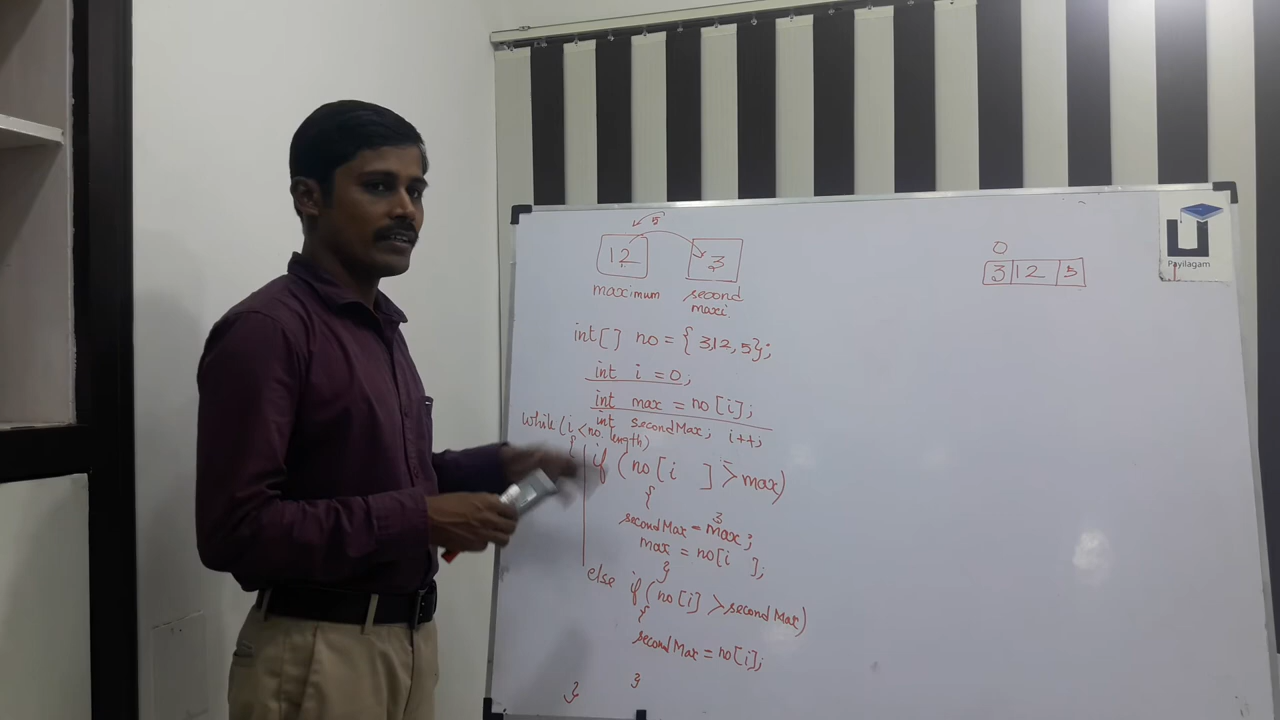 5
12 3
maximum second
maxi.
int[] no = { 3,12, 5};
int i = 0;
int max = no[i];
int secondMax; i++;
while(i < no. length)
{
if (no[i ] > max)
{
3
secondMax = max;
max = no[i ];
}
else if (no[i] > secondMax)
{
secondMax = no[i];
}
}
0
3 12 5
Payilagam